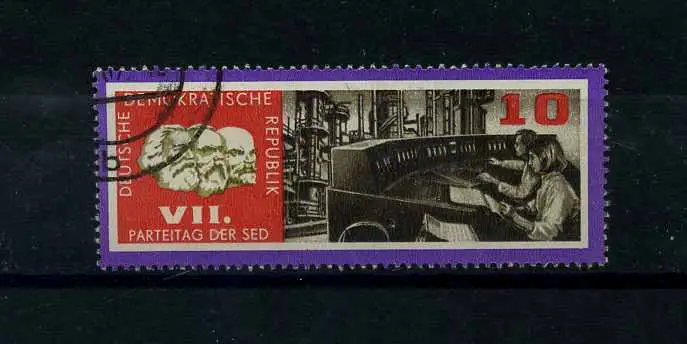 DEUTSCHE DEMOKRATISCHE REPUBLIK
VII.
PARTEITAG DER SED
10